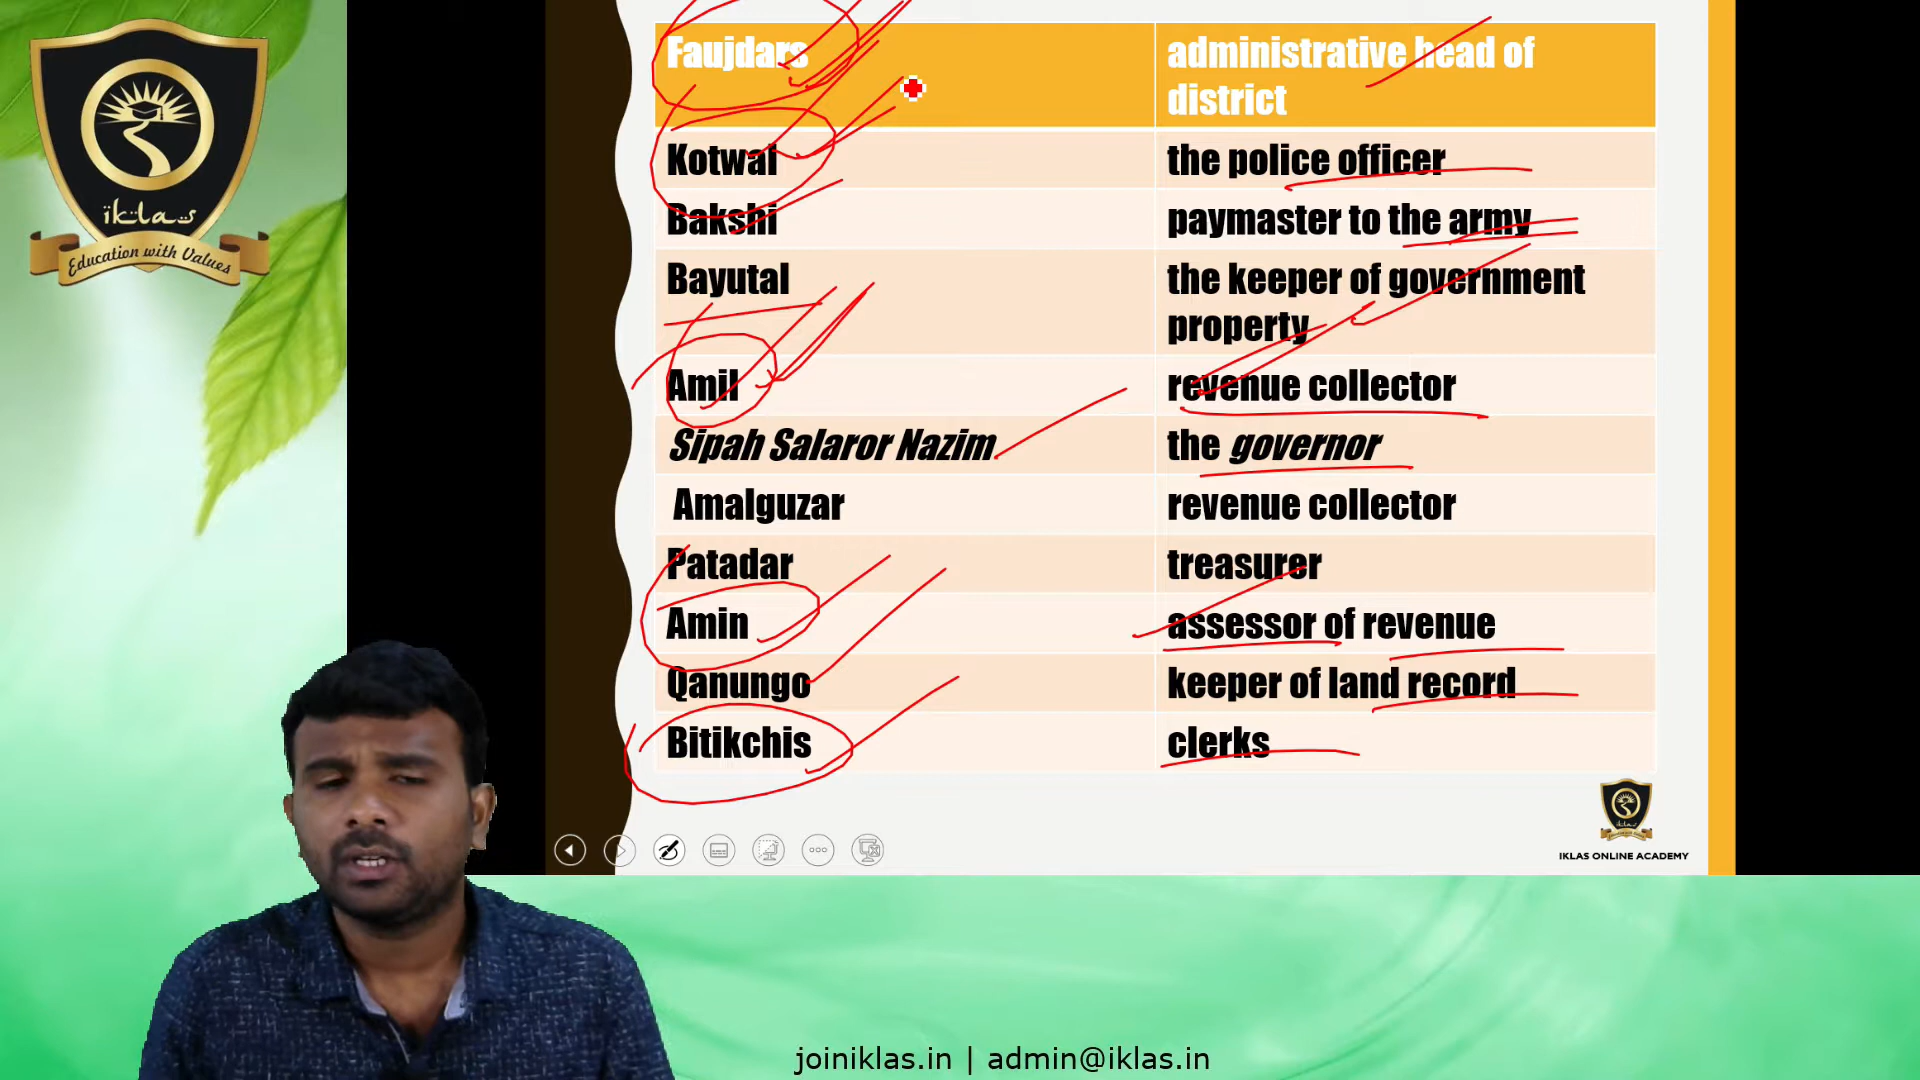 iklas
Education with Values
Faujdars
administrative head of
district
Kotwal
the police officer
Bakshi
paymaster to the army
Bayutal
the keeper of government
property
Amil
revenue collector
Sipah Salaror Nazim
the governor
Amalguzar
revenue collector
Patadar
treasurer
Amin
assessor of revenue
Qanungo
keeper of land record
Bitikchis
clerks
iklas
IKLAS ONLINE ACADEMY
joiniklas.in | admin@iklas.in